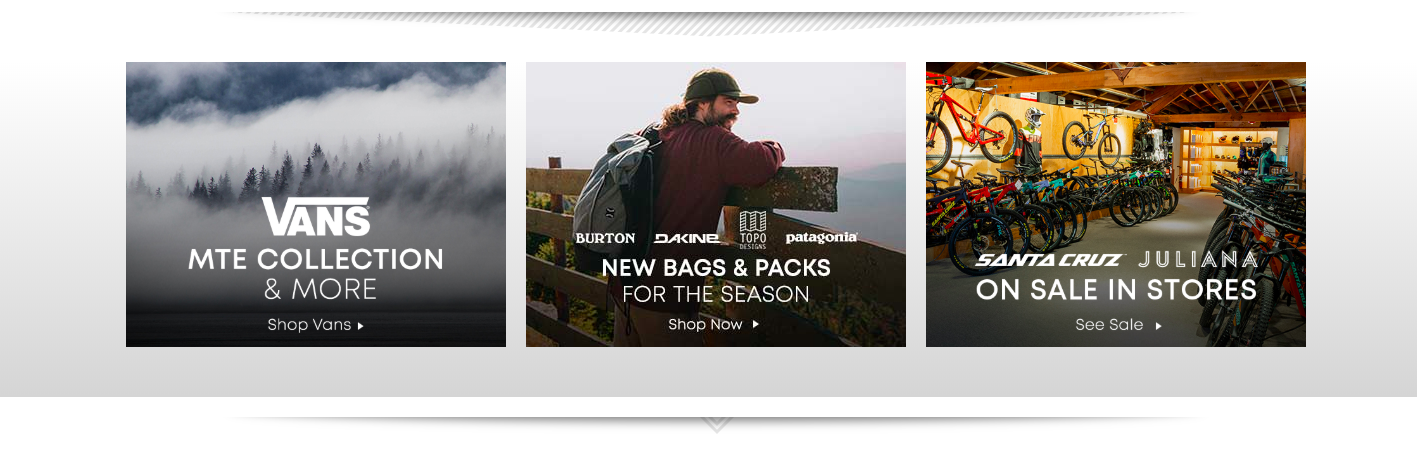 VANS
MTE COLLECTION
& MORE
Shop Vans
BURTON DAKINE TOPO DESIGNS patagonia
NEW BAGS & PACKS
FOR THE SEASON
Shop Now
SANTA CRUZ JULIANA
ON SALE IN STORES
See Sale